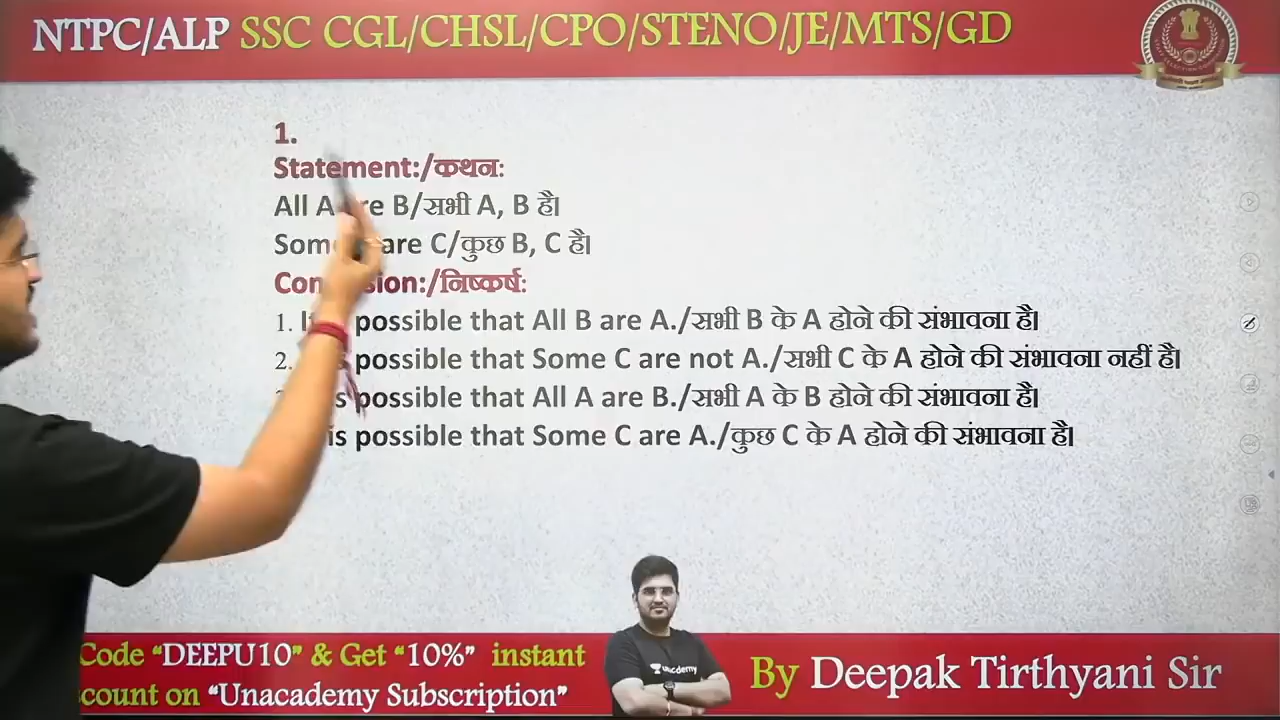 NTPC/ALP SSC CGL/CHSL/CPO/STENO/JE/MTS/GD
1.
Statement:/कथन:
All A re B/सभी A, B है।
Som are C/कुछ B, C है।
Con sion:/निष्कर्ष:
1. I possible that All B are A./सभी B के A होने की संभावना है।
2. s possible that Some C are not A./सभी C के A होने की संभावना नहीं है।
s possible that All A are B./सभी A के B होने की संभावना है।
is possible that Some C are A./कुछ C के A होने की संभावना है।
Code “DEEPU10” & Get “10%” instant
count on “Unacademy Subscription”
unacademy
By Deepak Tirthyani Sir